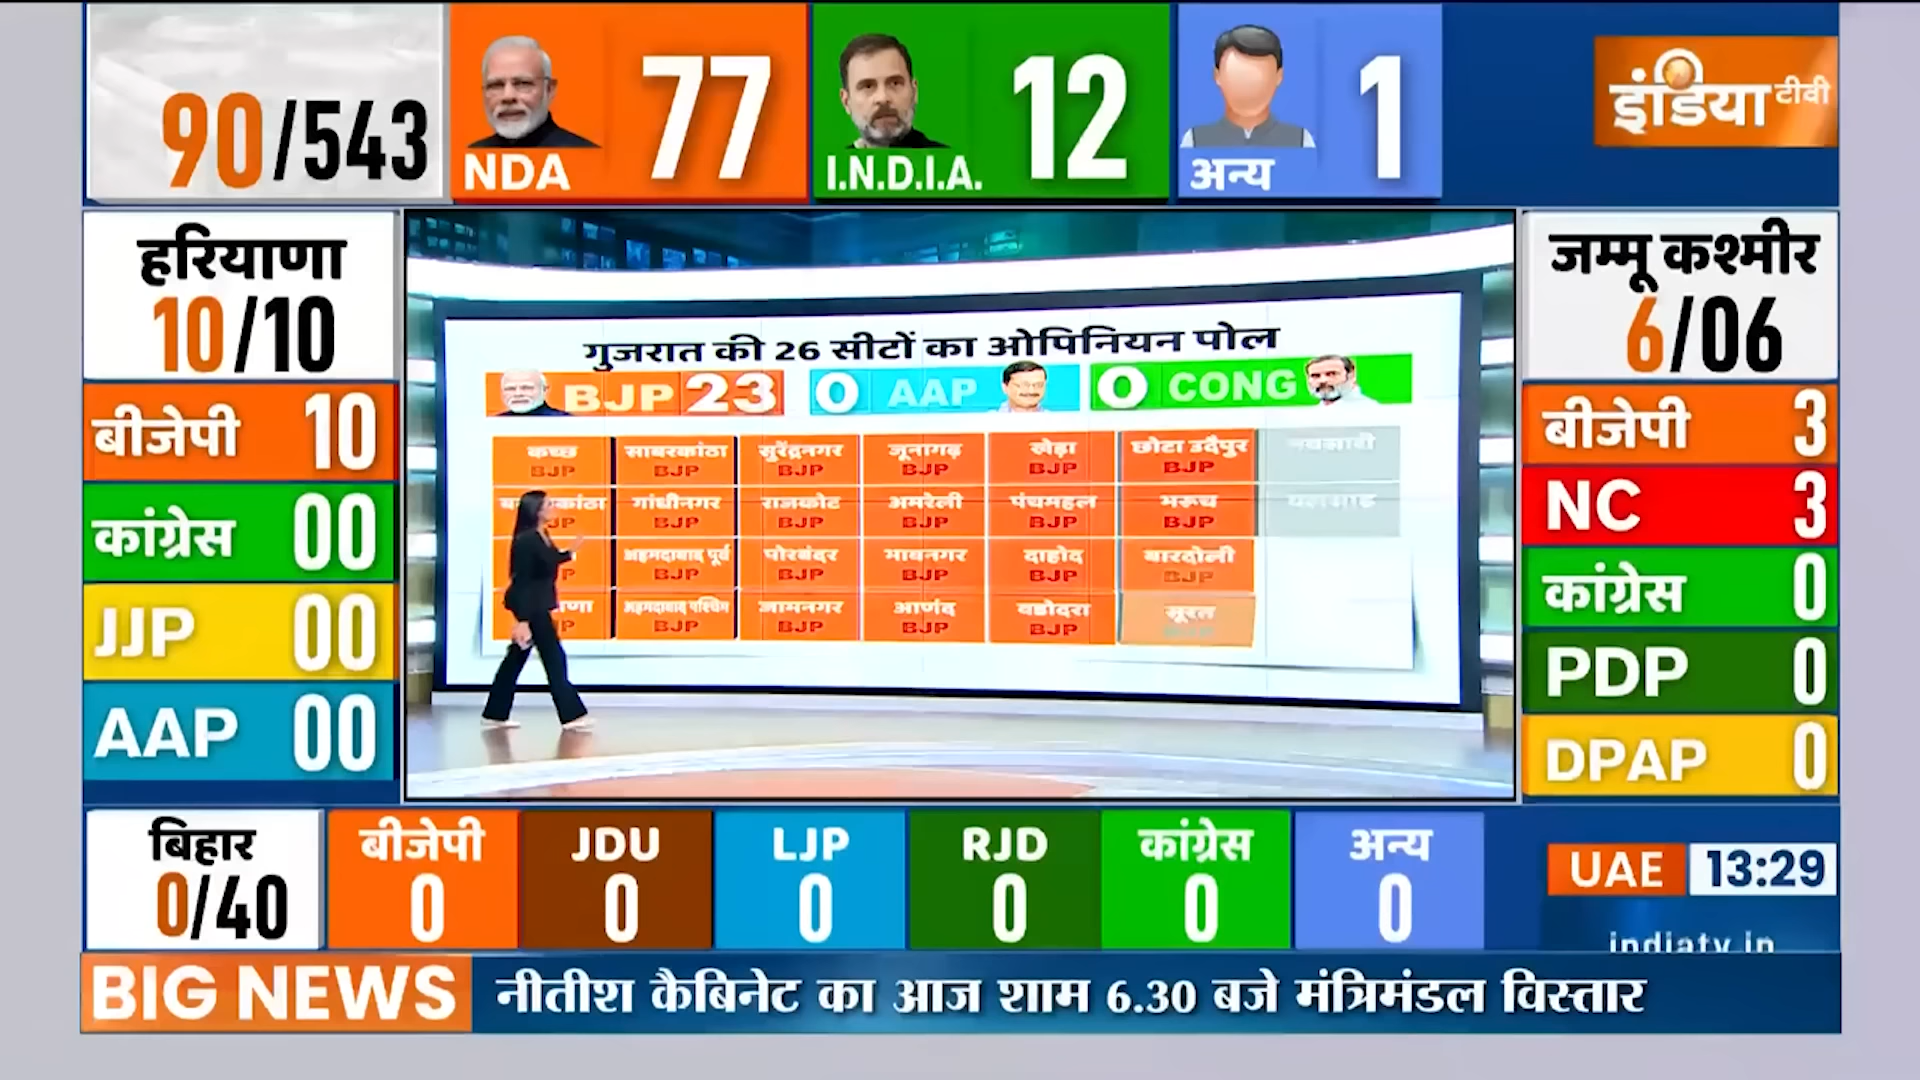 90/543
NDA 77
I.N.D.I.A. 12
अन्य 1
इंडिया टीवी
हरियाणा
10/10
बीजेपी 10
कांग्रेस 00
JJP 00
AAP 00
गुजरात की 26 सीटों का ओपिनियन पोल
BJP 23 0 AAP 0 CONG
कच्छ साबरकांठा सुरेंद्रनगर जूनागढ़ खेड़ा छोटा उदैपुर नवसारी
BJP BJP BJP BJP BJP BJP
गांधीनगर राजकोट अमरेली पंचमहल भरूच वलसाड
BJP BJP BJP BJP BJP
अहमदाबाद पूर्व पोरबंदर भावनगर दाहोद बारदोली
BJP BJP BJP BJP BJP
अहमदाबाद पश्चिम जामनगर आणंद वडोदरा सूरत
BJP BJP BJP BJP
जम्मू कश्मीर
6/06
बीजेपी 3
NC 3
कांग्रेस 0
PDP 0
DPAP 0
बिहार
0/40
बीजेपी JDU LJP RJD कांग्रेस अन्य
0 0 0 0 0 0
UAE 13:29
indiatv.in
BIG NEWS नीतीश कैबिनेट का आज शाम 6.30 बजे मंत्रिमंडल विस्तार